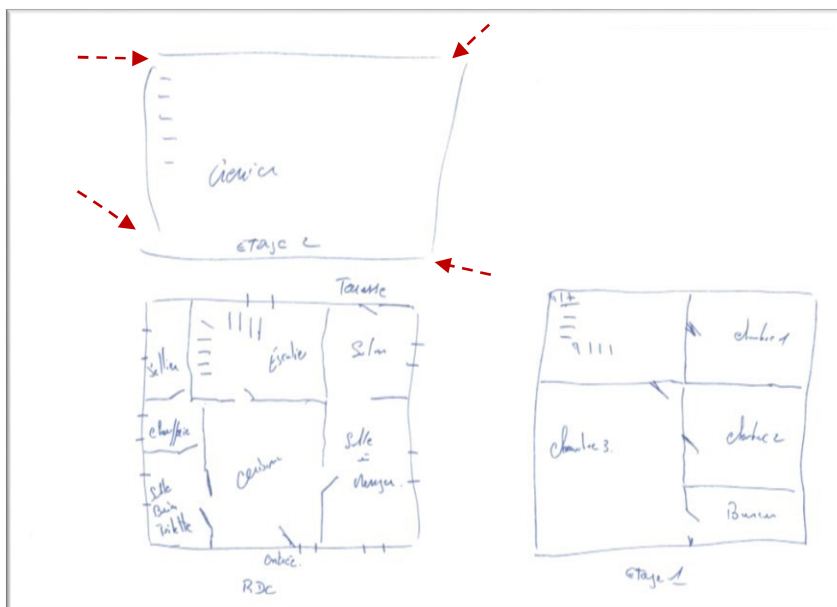 Grenier
Etage 2
Terrasse
Sellier
Escalier
Salon
Chaufferie
Cuisine
Salle
à
Manger.
Salle
Bain
Toilette
Entrée.
RDC
Chambre 1
Chambre 2
Chambre 3.
Bureau
Etage 1